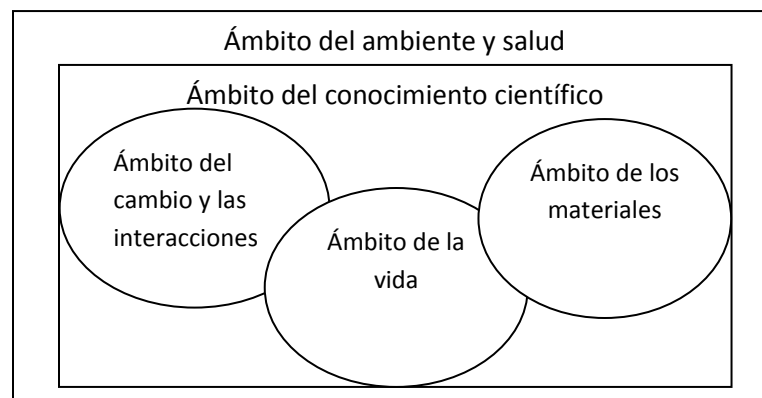 Ámbito del ambiente y salud
Ámbito del conocimiento científico
Ámbito del
cambio y las
interacciones
Ámbito de la
vida
Ámbito de los
materiales